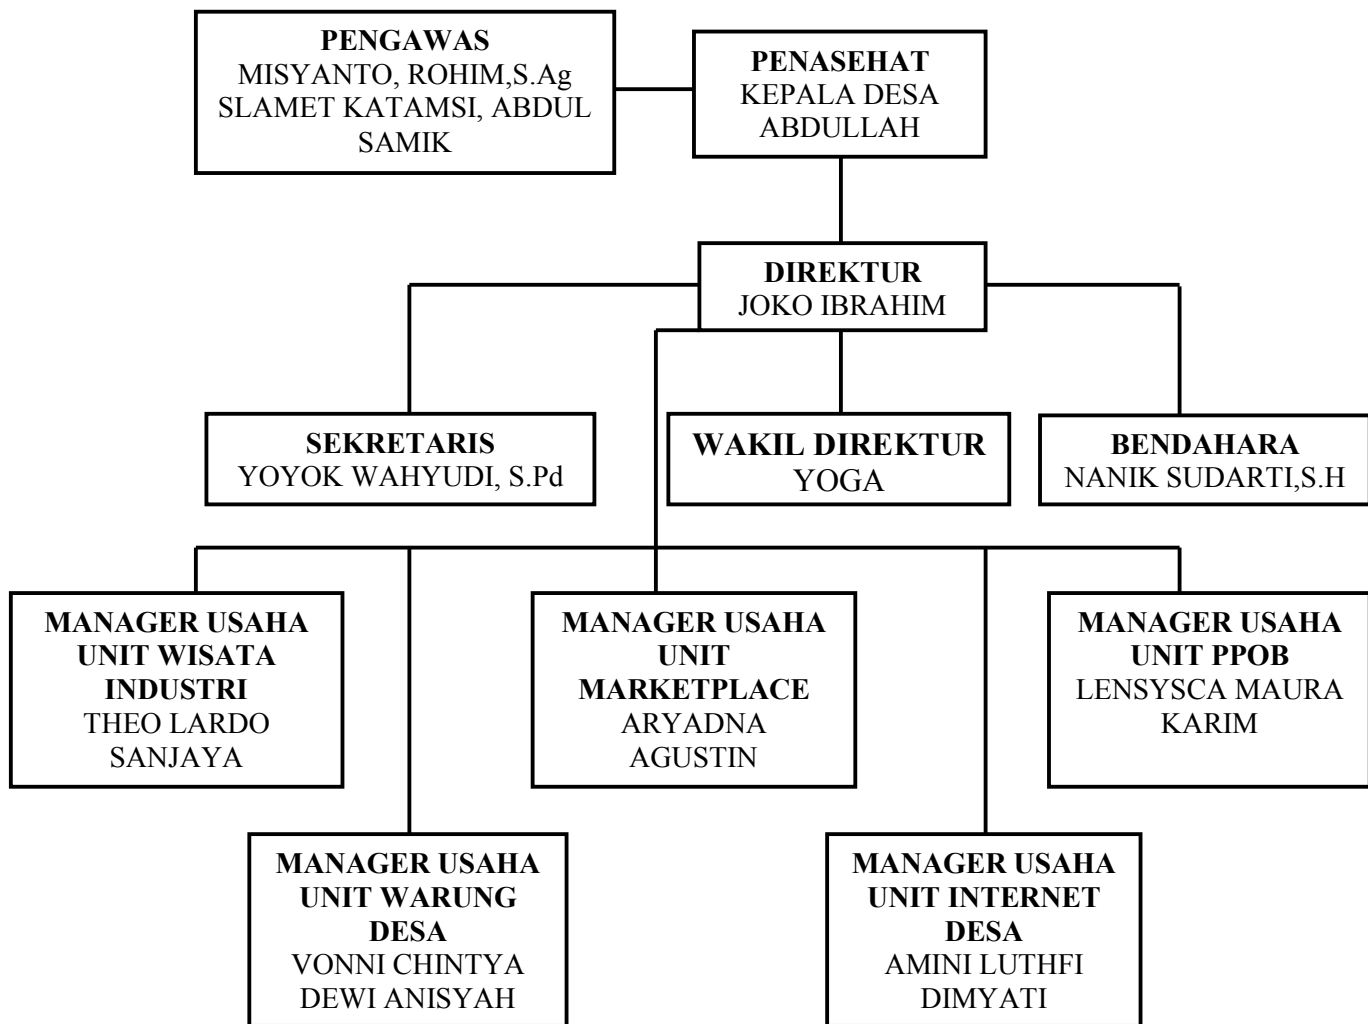 PENGAWAS
MISYANTO, ROHIM,S.Ag
SLAMET KATAMSI, ABDUL
SAMIK
PENASEHAT
KEPALA DESA
ABDULLAH
DIREKTUR
JOKO IBRAHIM
SEKRETARIS
YOYOK WAHYUDI, S.Pd
WAKIL DIREKTUR
YOGA
BENDAHARA
NANIK SUDARTI,S.H
MANAGER USAHA
UNIT WISATA
INDUSTRI
THEO LARDO
SANJAYA
MANAGER USAHA
UNIT
MARKETPLACE
ARYADNA
AGUSTIN
MANAGER USAHA
UNIT PPOB
LENSYSCA MAURA
KARIM
MANAGER USAHA
UNIT WARUNG
DESA
VONNI CHINTYA
DEWI ANISYAH
MANAGER USAHA
UNIT INTERNET
DESA
AMINI LUTHFI
DIMYATI